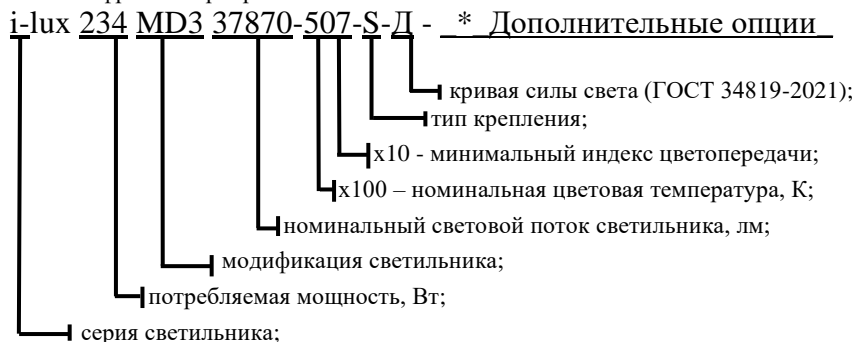 i-lux 234 MD3 37870-507-S-Д - _*_Дополнительные опции_
кривая силы света (ГОСТ 34819-2021);
тип крепления;
x10 - минимальный индекс цветопередачи;
x100 – номинальная цветовая температура, К;
номинальный световой поток светильника, лм;
модификация светильника;
потребляемая мощность, Вт;
серия светильника;